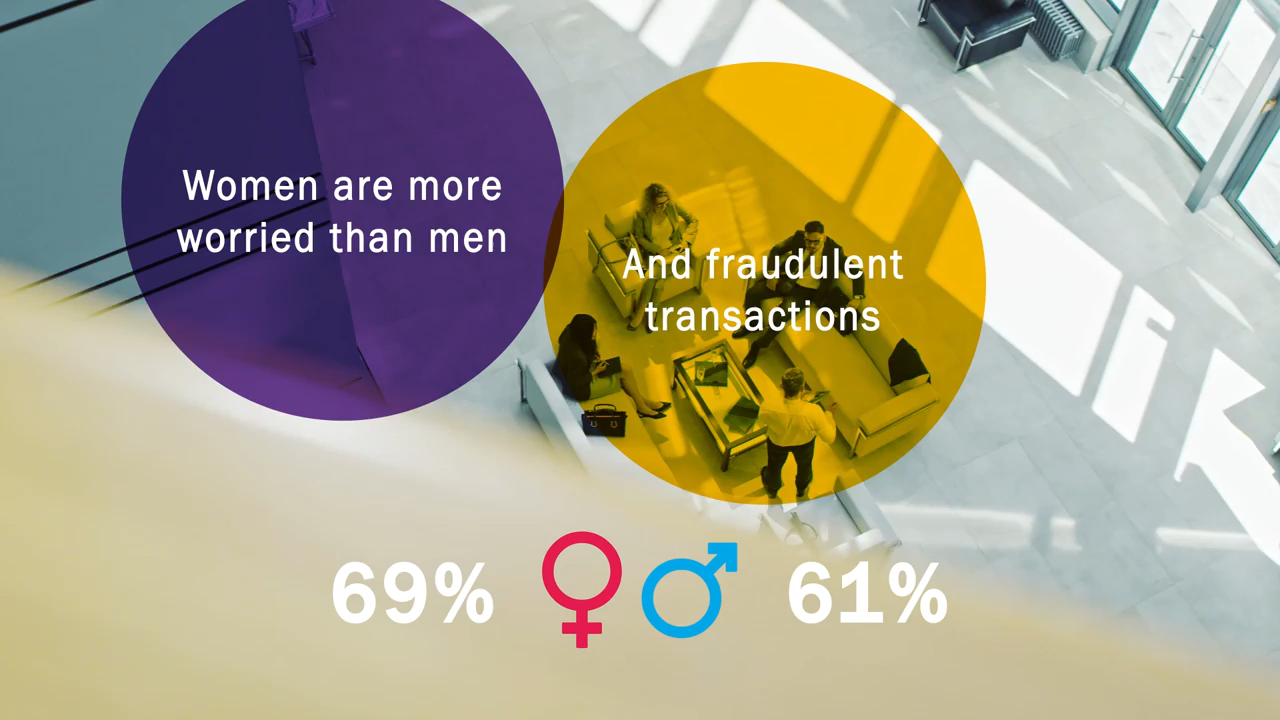 Women are more
worried than men
And fraudulent
transactions
69% 61%